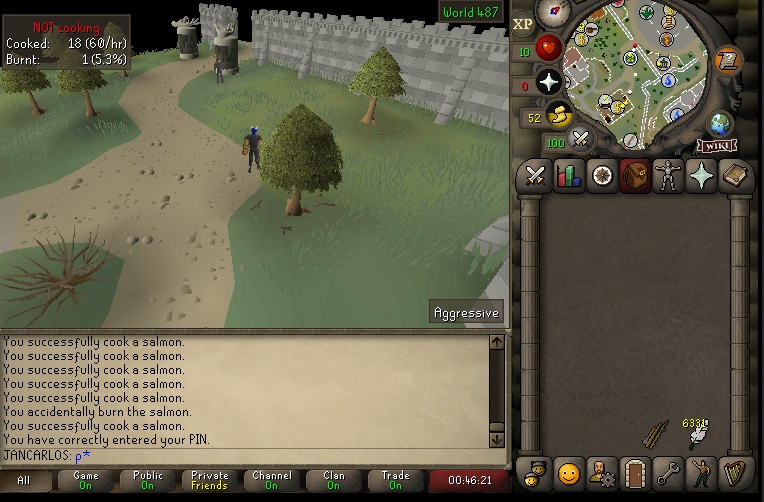 World 487
NOT cooking
Cooked: 18 (60/hr)
Burnt: 1 (5.3%)
XP
10
0
52
100
WIKI
Aggressive
You successfully cook a salmon.
You successfully cook a salmon.
You successfully cook a salmon.
You successfully cook a salmon.
You successfully cook a salmon.
You accidentally burn the salmon.
You successfully cook a salmon.
You have correctly entered your PIN.
JANCARLOS: p*
6331
All
Game
On
Public
On
Private
Friends
Channel
On
Clan
On
Trade
On
00:46:21